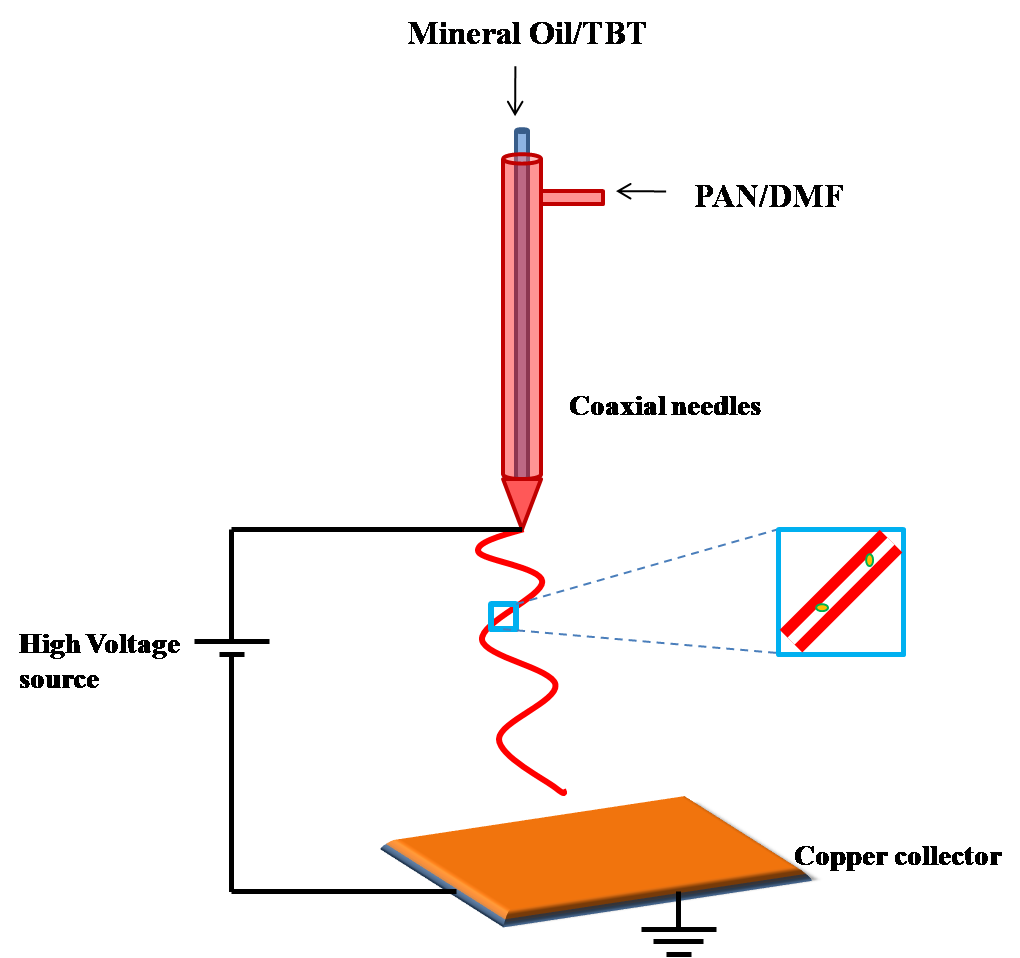 Mineral Oil/TBT
PAN/DMF
Coaxial needles
High Voltage
source
Copper collector